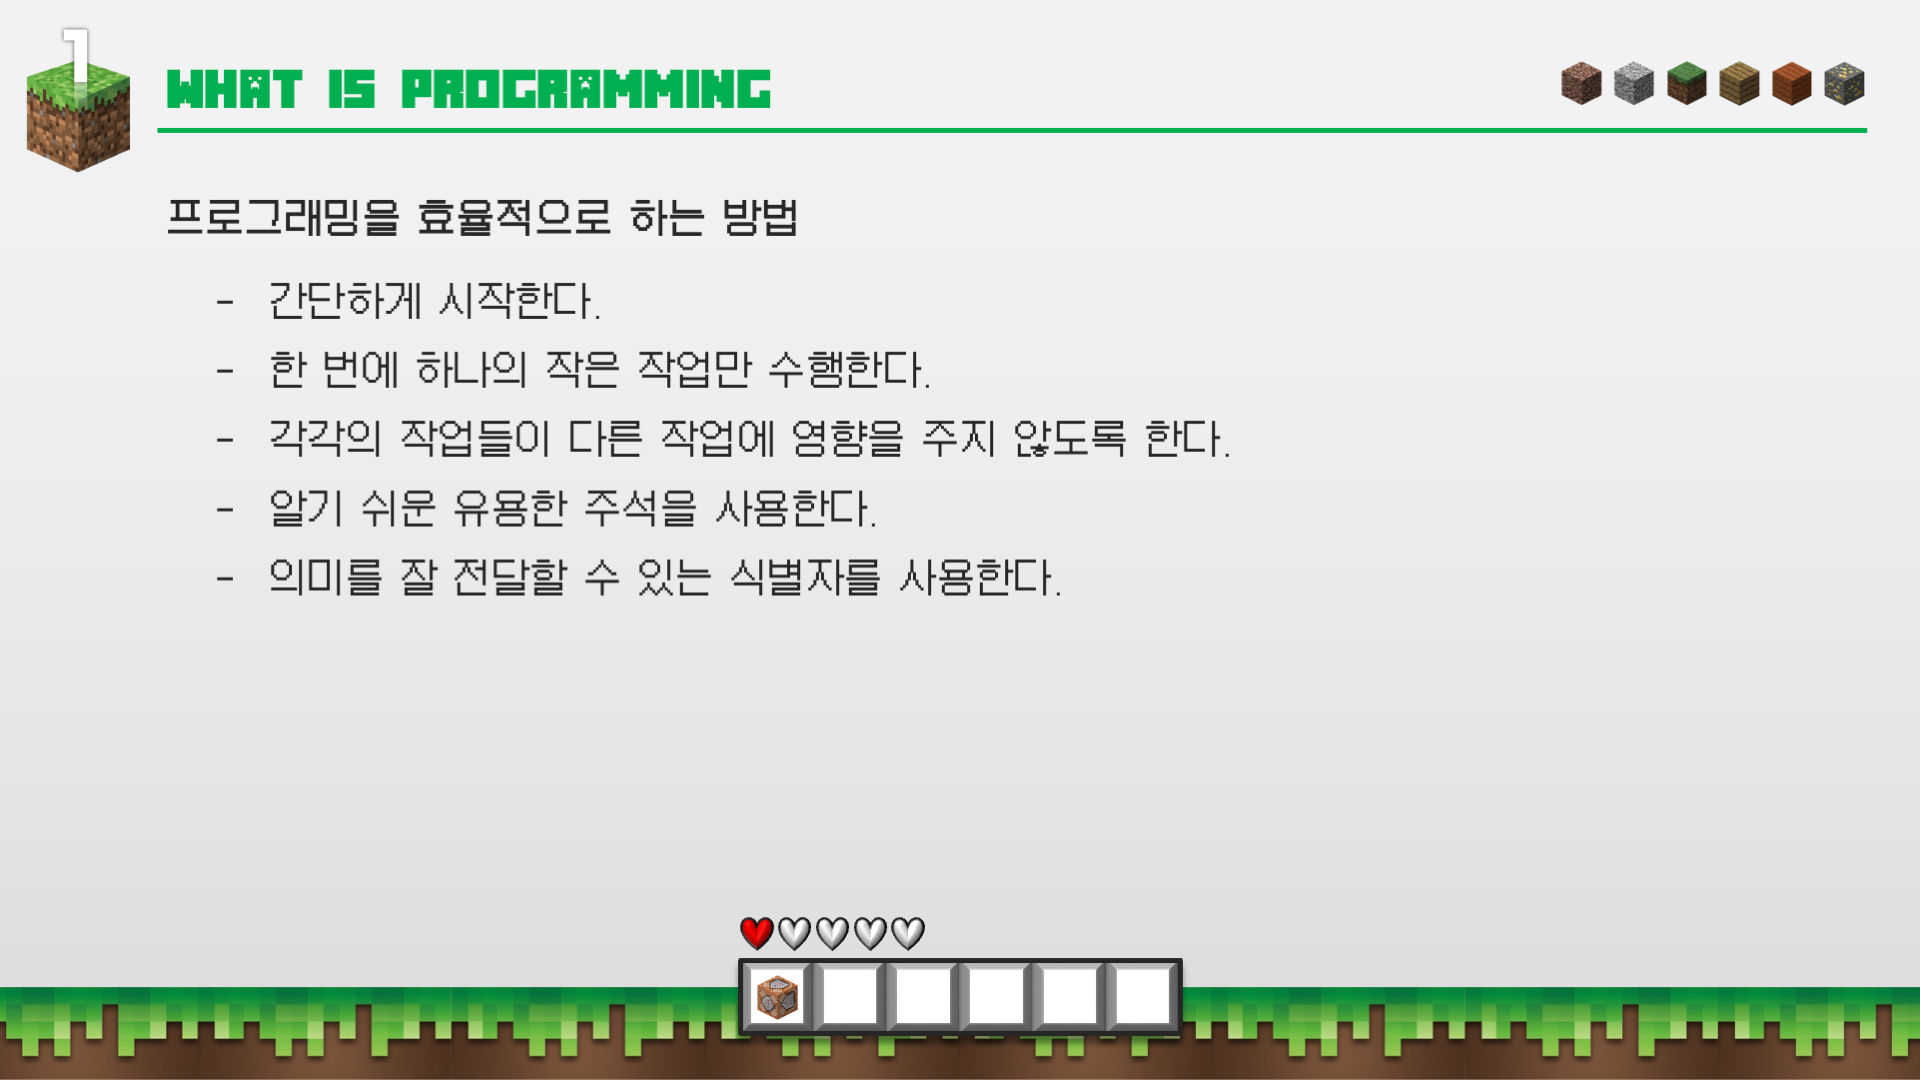 1
WHAT IS PROGRAMMING
프로그래밍을 효율적으로 하는 방법
- 간단하게 시작한다.
- 한 번에 하나의 작은 작업만 수행한다.
- 각각의 작업들이 다른 작업에 영향을 주지 않도록 한다.
- 알기 쉬운 유용한 주석을 사용한다.
- 의미를 잘 전달할 수 있는 식별자를 사용한다.